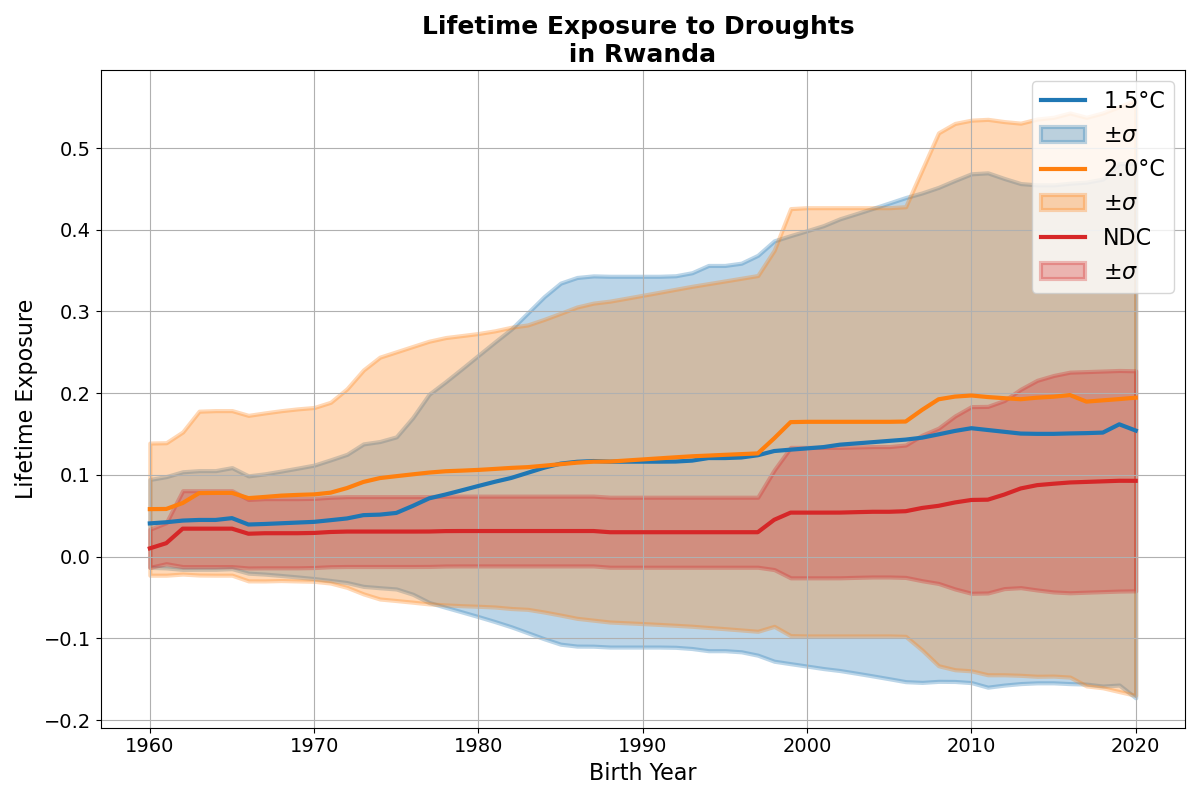 Lifetime Exposure to Droughts
in Rwanda
1.5°C
±σ
2.0°C
±σ
NDC
±σ
Lifetime Exposure
0.5
0.4
0.3
0.2
0.1
0.0
−0.1
−0.2
1960 1970 1980 1990 2000 2010 2020
Birth Year